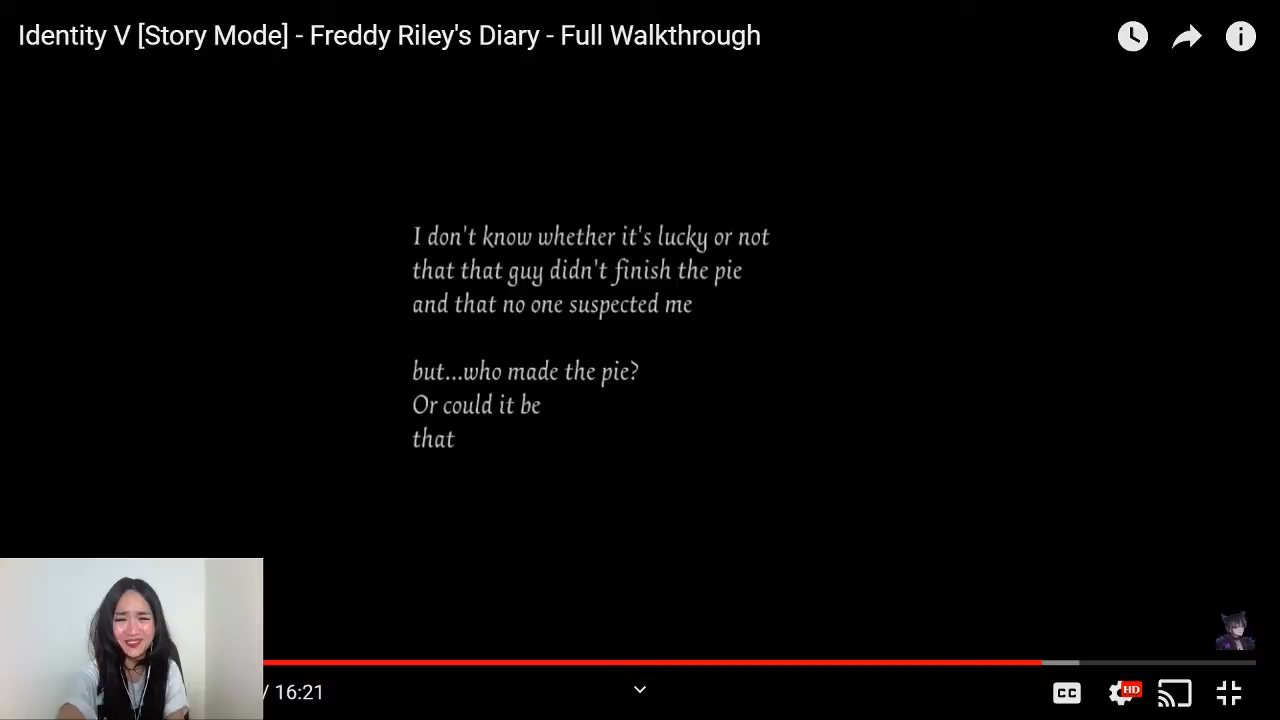 Identity V [Story Mode] - Freddy Riley's Diary - Full Walkthrough
I don't know whether it's lucky or not
that that guy didn't finish the pie
and that no one suspected me
but...who made the pie?
Or could it be
that
/ 16:21
CC
HD